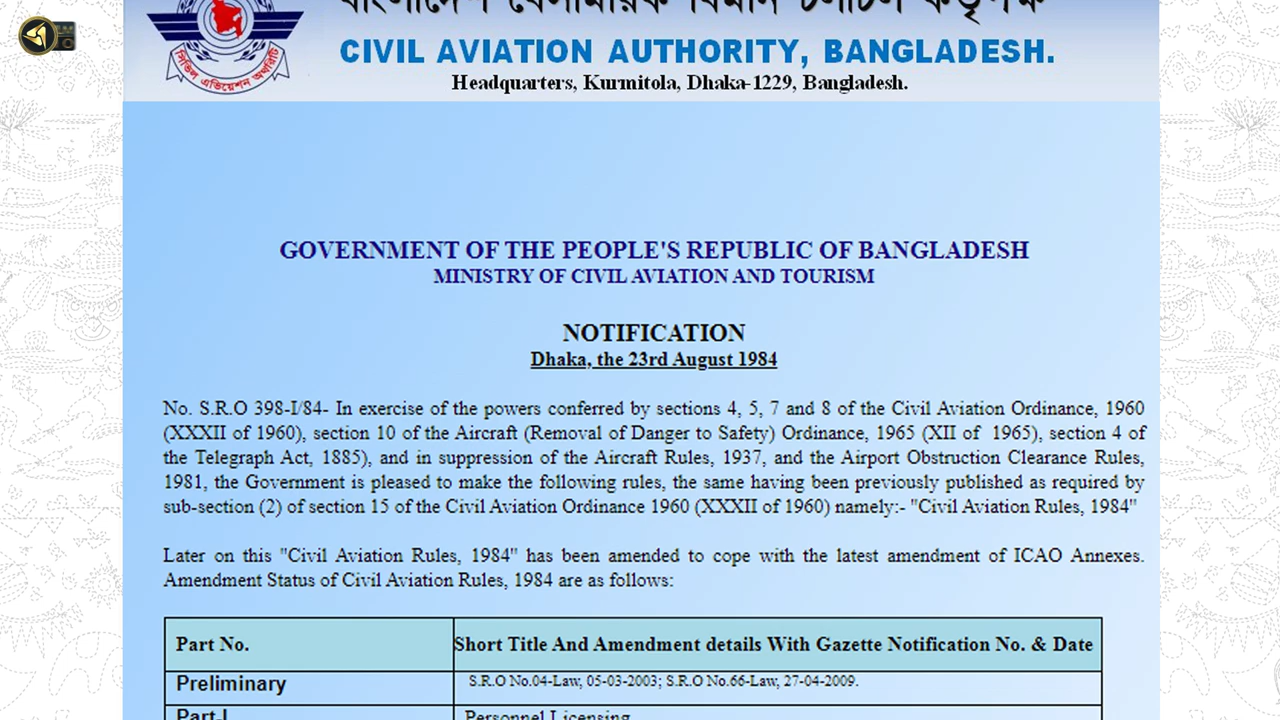 বাংলাদেশ বেসামরিক বিমান চলাচল কর্তৃপক্ষ
CIVIL AVIATION AUTHORITY, BANGLADESH.
Headquarters, Kurmitola, Dhaka-1229, Bangladesh.
সিভিল এভিয়েশন অথরিটি
GOVERNMENT OF THE PEOPLE'S REPUBLIC OF BANGLADESH
MINISTRY OF CIVIL AVIATION AND TOURISM
NOTIFICATION
Dhaka, the 23rd August 1984
No. S.R.O 398-I/84- In exercise of the powers conferred by sections 4, 5, 7 and 8 of the Civil Aviation Ordinance, 1960
(XXXII of 1960), section 10 of the Aircraft (Removal of Danger to Safety) Ordinance, 1965 (XII of 1965), section 4 of
the Telegraph Act, 1885), and in suppression of the Aircraft Rules, 1937, and the Airport Obstruction Clearance Rules,
1981, the Government is pleased to make the following rules, the same having been previously published as required by
sub-section (2) of section 15 of the Civil Aviation Ordinance 1960 (XXXII of 1960) namely:- "Civil Aviation Rules, 1984"
Later on this "Civil Aviation Rules, 1984" has been amended to cope with the latest amendment of ICAO Annexes.
Amendment Status of Civil Aviation Rules, 1984 are as follows:
Part No. Short Title And Amendment details With Gazette Notification No. & Date
Preliminary S.R.O No.04-Law, 05-03-2003; S.R.O No.66-Law, 27-04-2009.
Part-I Personnel Licensing